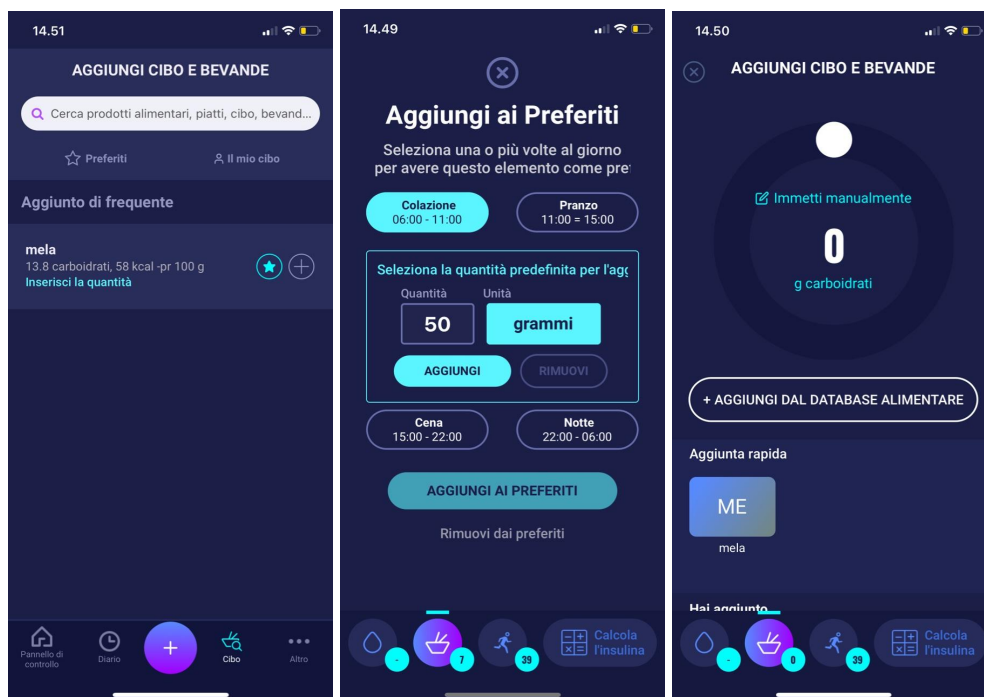 14.51
AGGIUNGI CIBO E BEVANDE
Cerca prodotti alimentari, piatti, cibo, bevand...
Preferiti
Il mio cibo
Aggiunto di frequente
mela
13.8 carboidrati, 58 kcal -pr 100 g
Inserisci la quantità
Pannello di
controllo
Diario
+
Cibo
Altro
14.49
Aggiungi ai Preferiti
Seleziona una o più volte al giorno
per avere questo elemento come pre
Colazione
06:00 - 11:00
Pranzo
11:00 = 15:00
Seleziona la quantità predefinita per l'agg
Quantità
Unità
50
grammi
AGGIUNGI
RIMUOVI
Cena
15:00 - 22:00
Notte
22:00 - 06:00
AGGIUNGI AI PREFERITI
Rimuovi dai preferiti
-
7
39
Calcola
l'insulina
14.50
AGGIUNGI CIBO E BEVANDE
Immetti manualmente
0
g carboidrati
+ AGGIUNGI DAL DATABASE ALIMENTARE
Aggiunta rapida
ME
mela
Hai aggiunto
-
0
39
Calcola
l'insulina